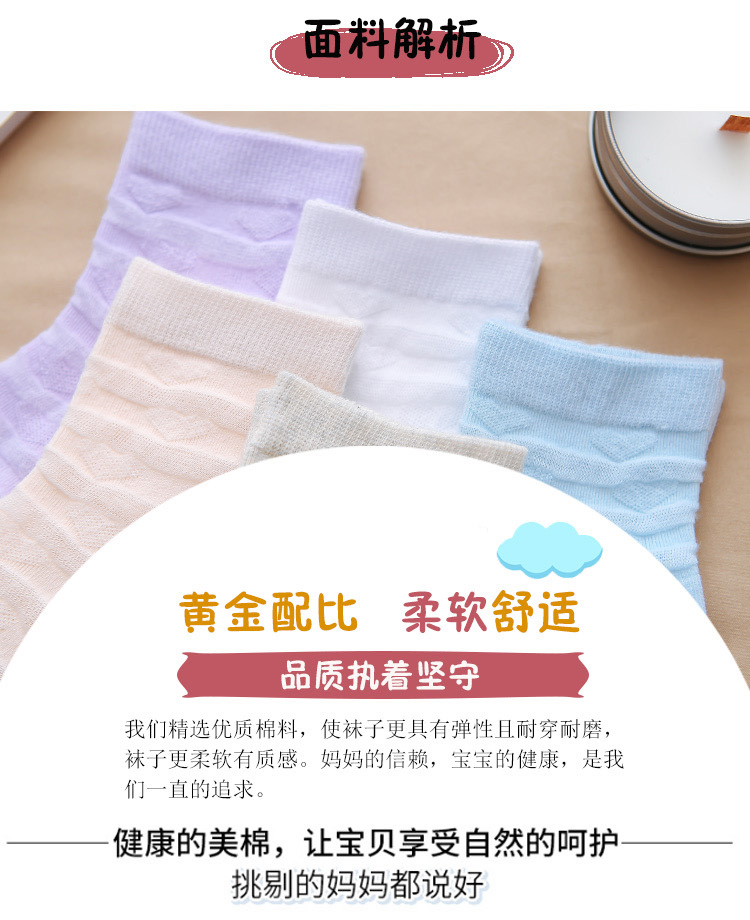 面料解析
黄金配比 柔软舒适
品质执着坚守
我们精选优质棉料，使袜子更具有弹性且耐穿耐磨，
袜子更柔软有质感。妈妈的信赖，宝宝的健康，是我
们一直的追求。
健康的美棉，让宝贝享受自然的呵护
挑剔的妈妈都说好